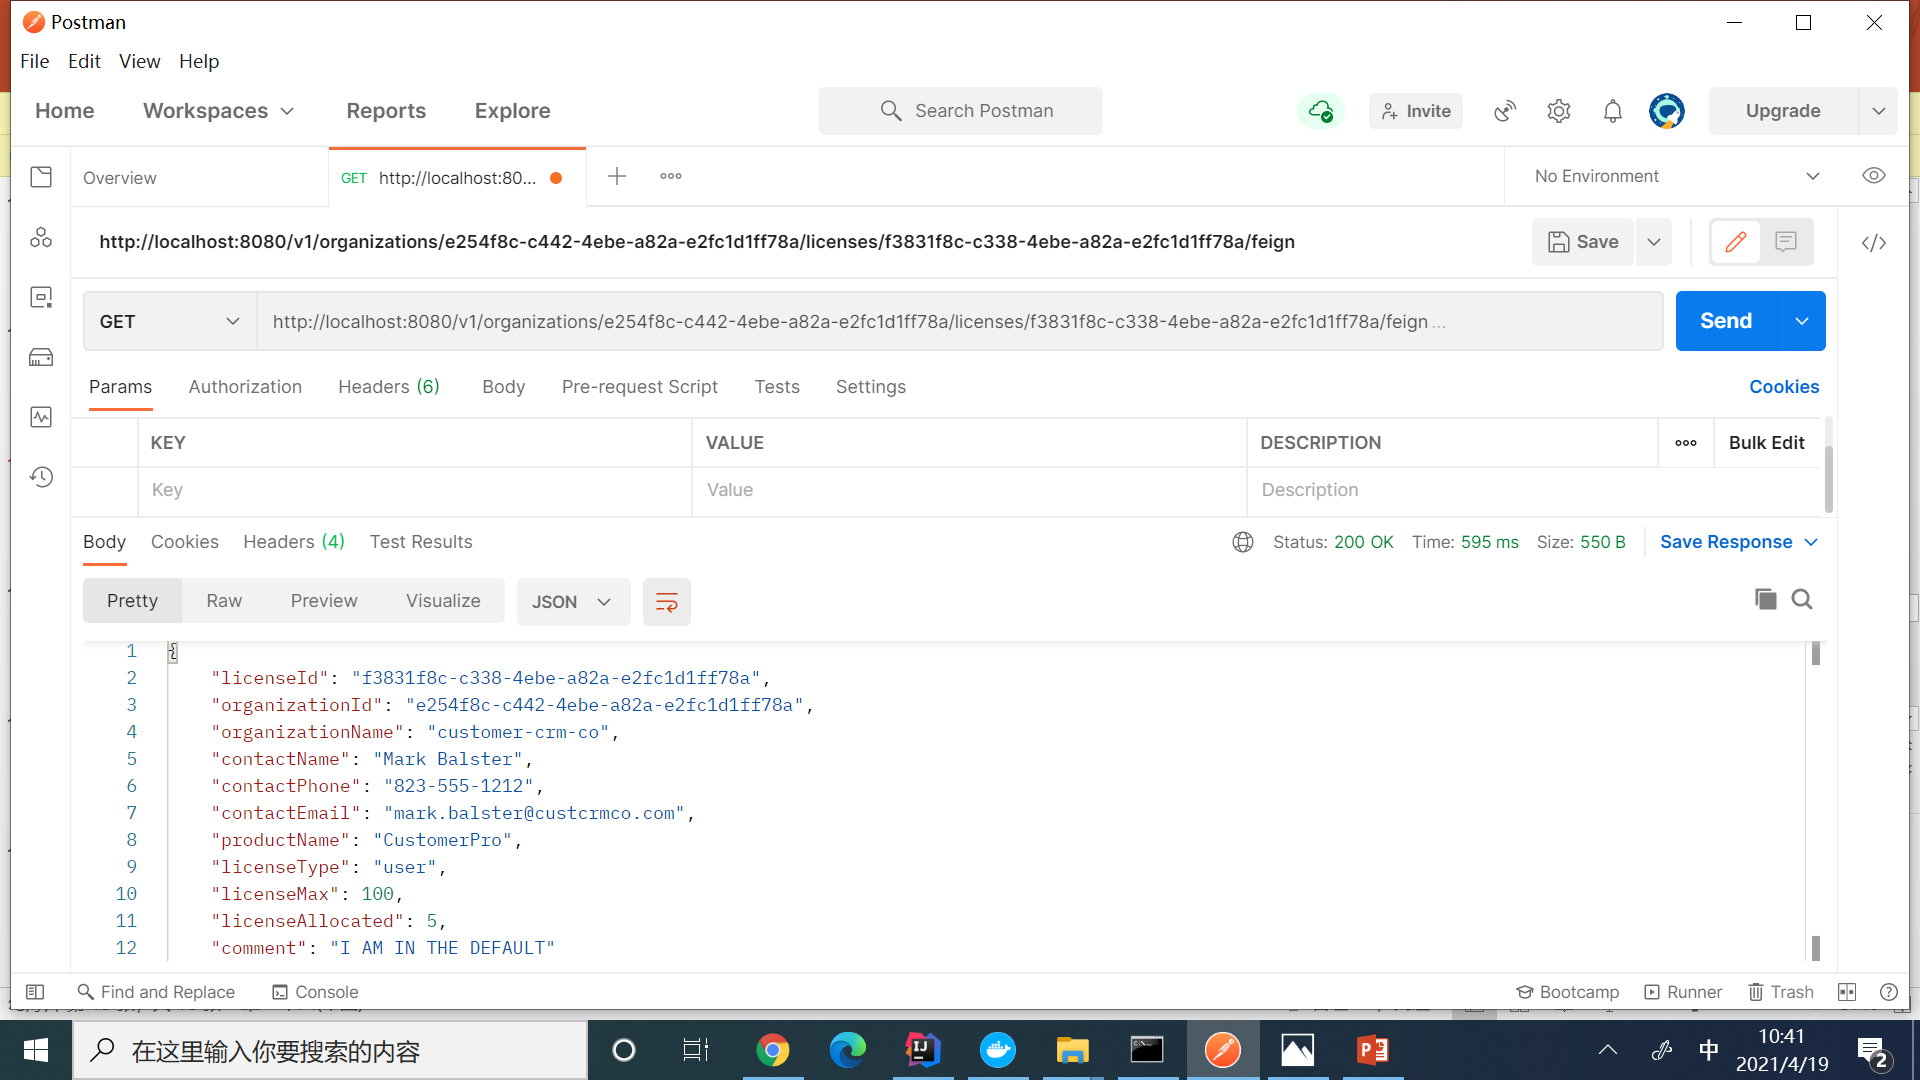 Postman
File Edit View Help
Home Workspaces Reports Explore Search Postman Invite Upgrade
Overview GET http://localhost:80... No Environment
http://localhost:8080/v1/organizations/e254f8c-c442-4ebe-a82a-e2fc1d1ff78a/licenses/f3831f8c-c338-4ebe-a82a-e2fc1d1ff78a/feign Save
GET http://localhost:8080/v1/organizations/e254f8c-c442-4ebe-a82a-e2fc1d1ff78a/licenses/f3831f8c-c338-4ebe-a82a-e2fc1d1ff78a/feign ... Send
Params Authorization Headers (6) Body Pre-request Script Tests Settings Cookies
KEY VALUE DESCRIPTION Bulk Edit
Key Value Description
Body Cookies Headers (4) Test Results Status: 200 OK Time: 595 ms Size: 550 B Save Response
Pretty Raw Preview Visualize JSON
1 {
2 "licenseId": "f3831f8c-c338-4ebe-a82a-e2fc1d1ff78a",
3 "organizationId": "e254f8c-c442-4ebe-a82a-e2fc1d1ff78a",
4 "organizationName": "customer-crm-co",
5 "contactName": "Mark Balster",
6 "contactPhone": "823-555-1212",
7 "contactEmail": "mark.balster@custcrmco.com",
8 "productName": "CustomerPro",
9 "licenseType": "user",
10 "licenseMax": 100,
11 "licenseAllocated": 5,
12 "comment": "I AM IN THE DEFAULT"
Find and Replace Console Bootcamp Runner Trash
在这里输入你要搜索的内容 中 10:41
2021/4/19 2